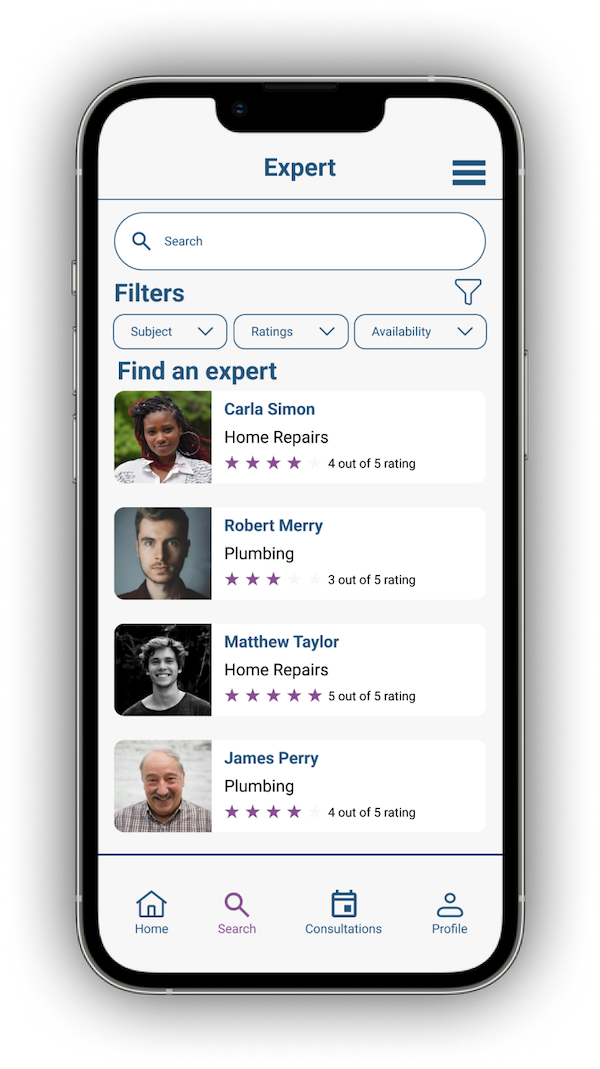 Expert
Search
Filters
Subject Ratings Availability
Find an expert
Carla Simon
Home Repairs
4 out of 5 rating
Robert Merry
Plumbing
3 out of 5 rating
Matthew Taylor
Home Repairs
5 out of 5 rating
James Perry
Plumbing
4 out of 5 rating
Home Search Consultations Profile